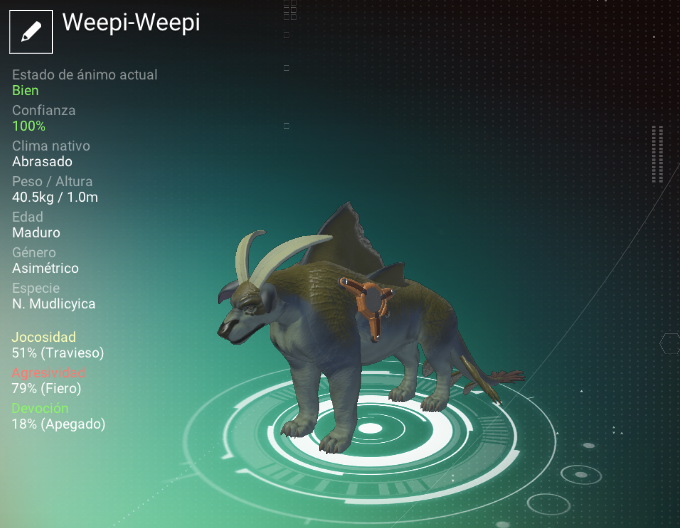 Weepi-Weepi
Estado de ánimo actual
Bien
Confianza
100%
Clima nativo
Abrasado
Peso / Altura
40.5kg / 1.0m
Edad
Maduro
Género
Asimétrico
Especie
N. Mudlicyica
Jocosidad
51% (Travieso)
Agresividad
79% (Fiero)
Devoción
18% (Apegado)